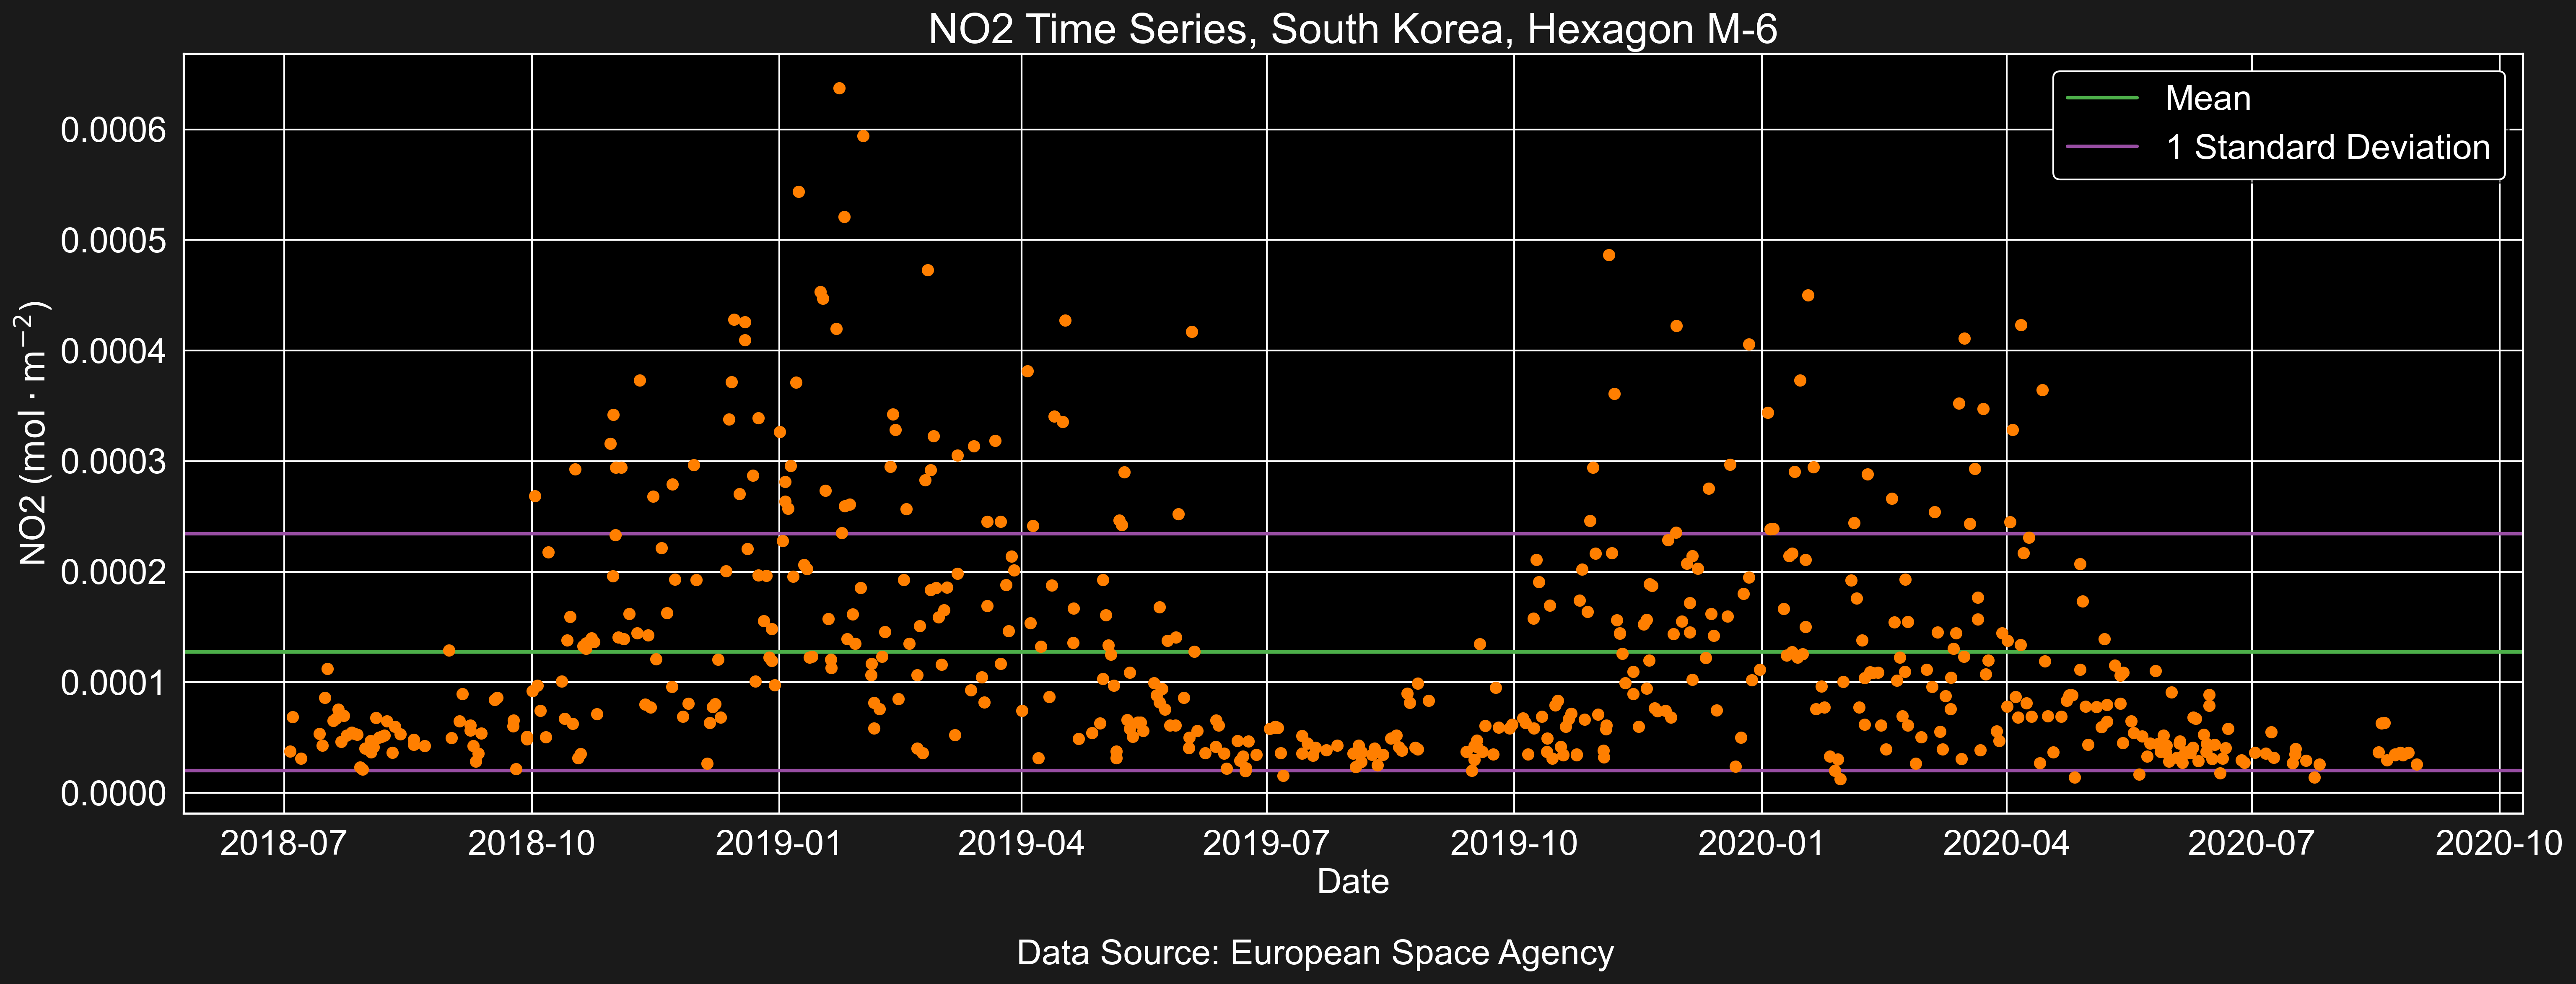 NO2 Time Series, South Korea, Hexagon M-6
Mean
1 Standard Deviation
NO2 (mol · m⁻²)
0.0006
0.0005
0.0004
0.0003
0.0002
0.0001
0.0000
2018-07 2018-10 2019-01 2019-04 2019-07 2019-10 2020-01 2020-04 2020-07 2020-10
Date
Data Source: European Space Agency